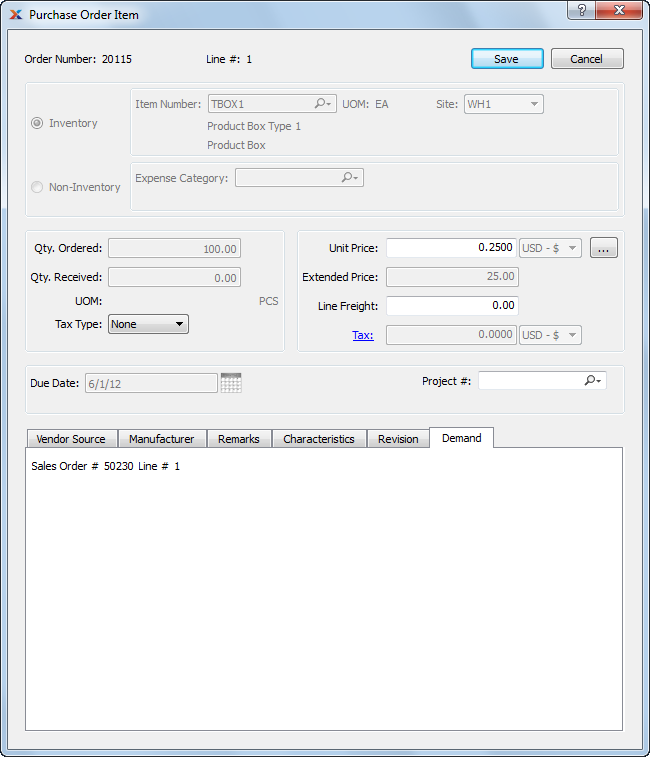 Purchase Order Item
?
Order Number: 20115 Line #: 1 Save Cancel
Inventory
Item Number: TBOX1 UOM: EA Site: WH1
Product Box Type 1
Product Box
Non-Inventory
Expense Category:
Qty. Ordered: 100.00
Qty. Received: 0.00
UOM: PCS
Tax Type: None
Unit Price: 0.2500 USD - $ ...
Extended Price: 25.00
Line Freight: 0.00
Tax: 0.0000 USD - $
Due Date: 6/1/12
Project #:
Vendor Source Manufacturer Remarks Characteristics Revision Demand
Sales Order # 50230 Line # 1